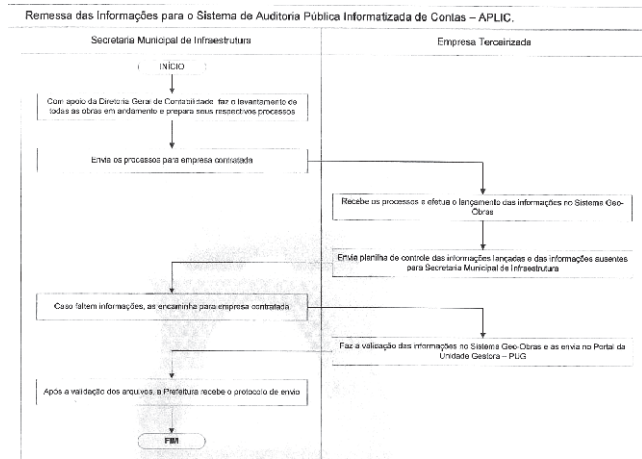 Remessa das Informações para o Sistema de Auditoria Pública Informatizada de Contas – APLIC.
Secretaria Municipal de Infraestrutura
Empresa Terceirizada
INÍCIO
Com apoio da Diretoria Geral de Contabilidade faz o levantamento de
todas as obras em andamento e prepara seus respectivos processos
Envia os processos para empresa contratada
Recebe os processos e efetua o lançamento das informações no Sistema Geo-
Obras
Envia planilha de controle das informações lançadas e das informações ausentes
para Secretaria Municipal de Infraestrutura
Caso faltem informações, as encaminha para empresa contratada
Faz a validação das informações no Sistema Geo-Obras e as envia no Portal da
Unidade Gestora – PUG
Após a validação dos arquivos, a Prefeitura recebe o protocolo de envio
FIM